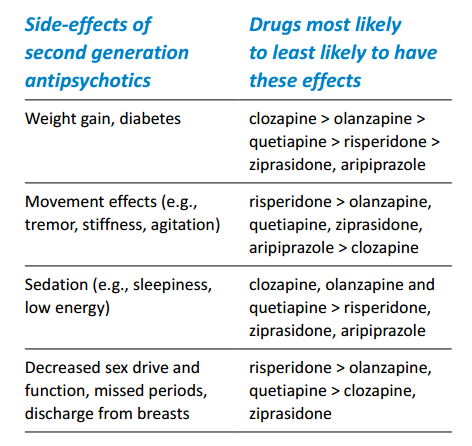 Side-effects of
second generation
antipsychotics
Drugs most likely
to least likely to have
these effects
Weight gain, diabetes
clozapine > olanzapine >
quetiapine > risperidone >
ziprasidone, aripiprazole
Movement effects (e.g.,
tremor, stiffness, agitation)
risperidone > olanzapine,
quetiapine, ziprasidone,
aripiprazole > clozapine
Sedation (e.g., sleepiness,
low energy)
clozapine, olanzapine and
quetiapine > risperidone,
ziprasidone, aripiprazole
Decreased sex drive and
function, missed periods,
discharge from breasts
risperidone > olanzapine,
quetiapine > clozapine,
ziprasidone